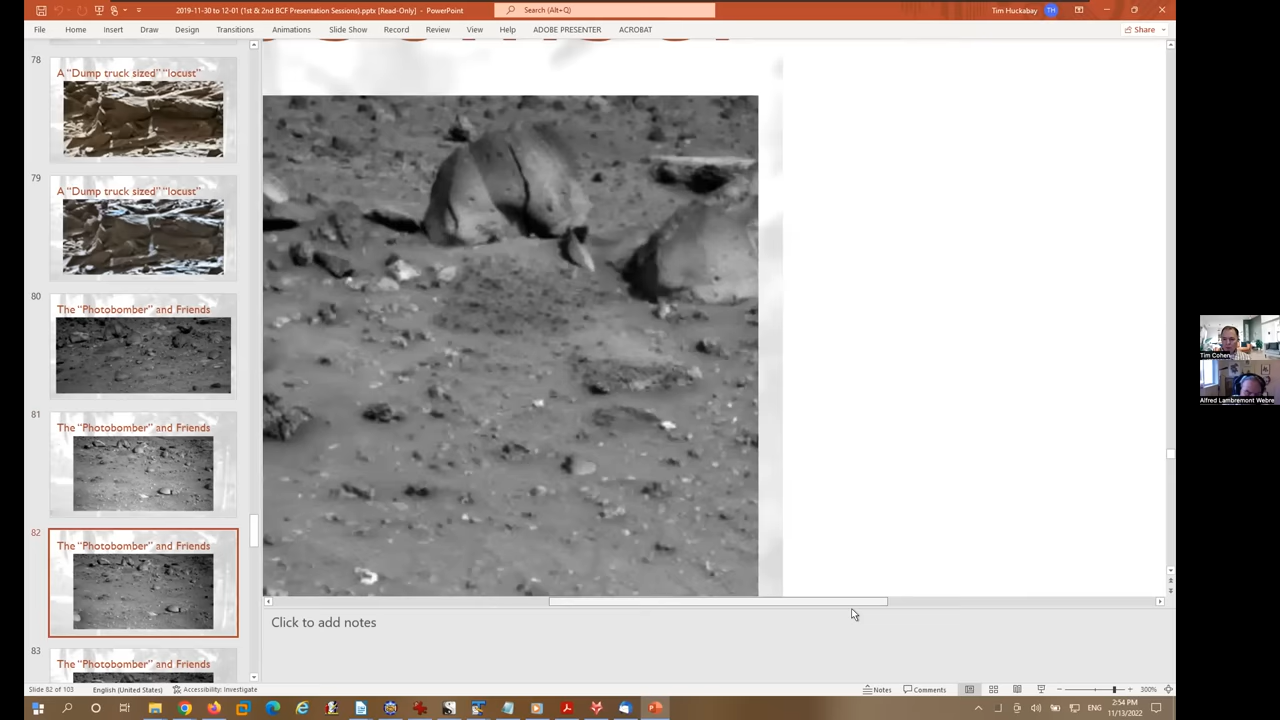 2019-11-30 to 12-01 {1st & 2nd BCF Presentation Sessions}.pptx [Read-Only] - PowerPoint
Search (Alt+Q)
Tim Huckabay
TH
File Home Insert Draw Design Transitions Animations Slide Show Record Review View Help ADOBE PRESENTER ACROBAT
Share
78
A “Dump truck sized” “locust”
79
A “Dump truck sized” “locust”
80
The “Photobomber” and Friends
81
The “Photobomber” and Friends
82
The “Photobomber” and Friends
83
The “Photobomber” and Friends
Tim Cohen
Alfred Lambremont Webre
Click to add notes
Slide 82 of 103
English (United States)
Accessibility: Investigate
Notes
Comments
300%
ENG
2:54 PM
11/13/2022